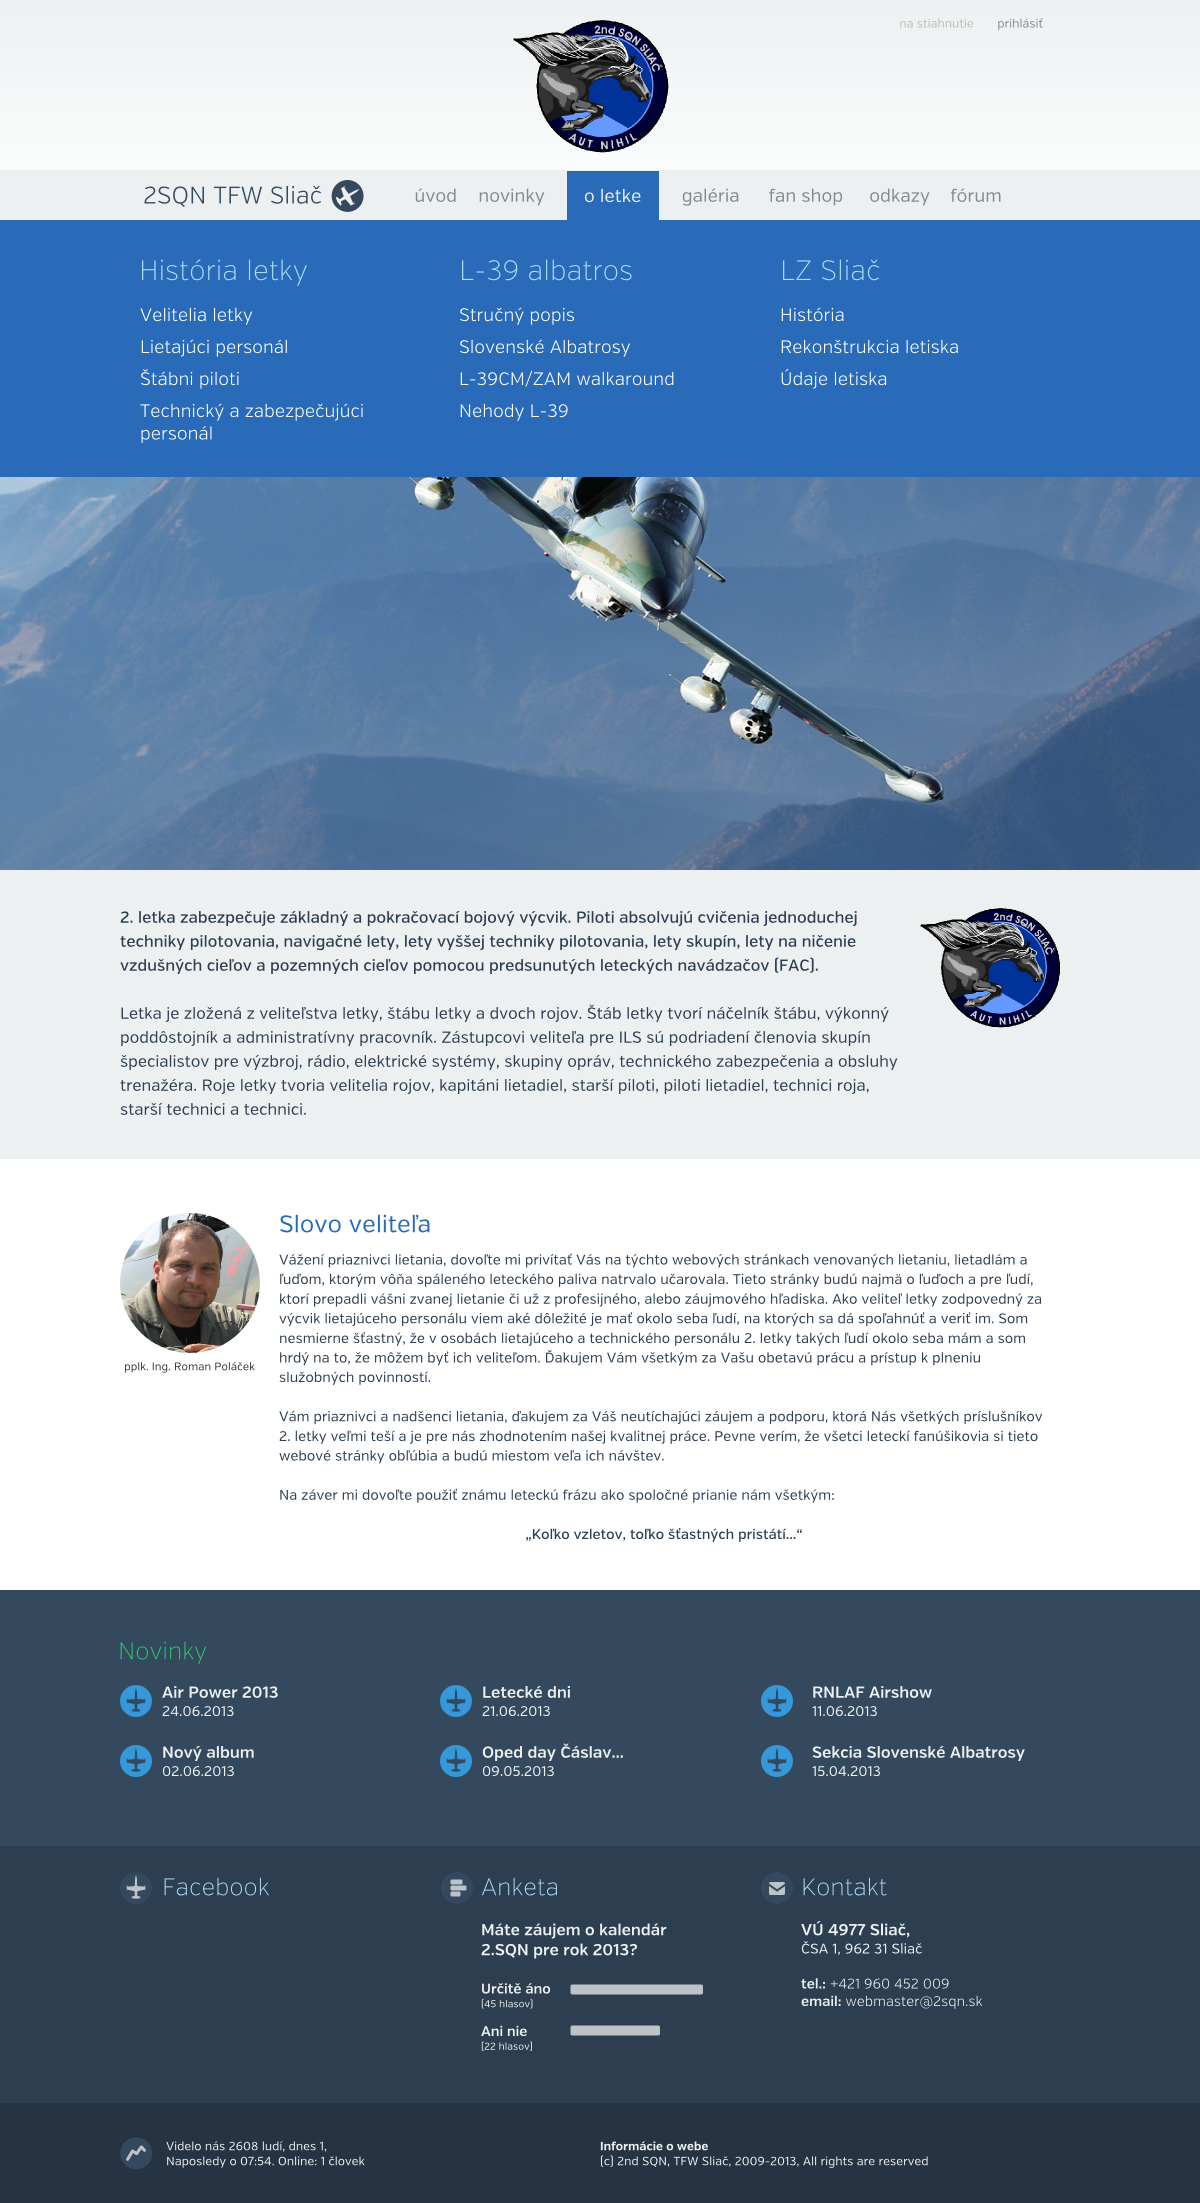 na stiahnutie prihlásiť
2nd SQN SLIAČ
AUT NIHIL
2SQN TFW Sliač
úvod novinky o letke galéria fan shop odkazy fórum
História letky
Velitelia letky
Lietajúci personál
Štábni piloti
Technický a zabezpečujúci
personál
L-39 albatros
Stručný popis
Slovenské Albatrosy
L-39CM/ZAM walkaround
Nehody L-39
LZ Sliač
História
Rekonštrukcia letiska
Údaje letiska
2. letka zabezpečuje základný a pokračovací bojový výcvik. Piloti absolvujú cvičenia jednoduchej
techniky pilotovania, navigačné lety, lety vyššej techniky pilotovania, lety skupín, lety na ničenie
vzdušných cieľov a pozemných cieľov pomocou predsunutých leteckých navádzačov (FAC).
2nd SQN SLIAČ
AUT NIHIL
Letka je zložená z veliteľstva letky, štábu letky a dvoch rojov. Štáb letky tvorí náčelník štábu, výkonný
poddôstojník a administratívny pracovník. Zástupcovi veliteľa pre ILS sú podriadení členovia skupín
špecialistov pre výzbroj, rádio, elektrické systémy, skupiny opráv, technického zabezpečenia a obsluhy
trenažéra. Roje letky tvoria velitelia rojov, kapitáni lietadiel, starší piloti, piloti lietadiel, technici roja,
starší technici a technici.
pplk. Ing. Roman Poláček
Slovo veliteľa
Vážení priaznivci lietania, dovoľte mi privítať Vás na týchto webových stránkach venovaných lietaniu, lietadlám a
ľuďom, ktorým vôňa spáleného leteckého paliva natrvalo učarovala. Tieto stránky budú najmä o ľuďoch a pre ľudí,
ktorí prepadli vášni zvanej lietanie či už z profesijného, alebo záujmového hľadiska. Ako veliteľ letky zodpovedný za
výcvik lietajúceho personálu viem aké dôležité je mať okolo seba ľudí, na ktorých sa dá spoľahnúť a veriť im. Som
nesmierne šťastný, že v osobách lietajúceho a technického personálu 2. letky takých ľudí okolo seba mám a som
hrdý na to, že môžem byť ich veliteľom. Ďakujem Vám všetkým za Vašu obetavú prácu a prístup k plneniu
služobných povinností.
Vám priaznivci a nadšenci lietania, ďakujem za Váš neutíchajúci záujem a podporu, ktorá Nás všetkých príslušníkov
2. letky veľmi teší a je pre nás zhodnotením našej kvalitnej práce. Pevne verím, že všetci leteckí fanúšikovia si tieto
webové stránky obľúbia a budú miestom veľa ich návštev.
Na záver mi dovoľte použiť známu leteckú frázu ako spoločné prianie nám všetkým:
„Koľko vzletov, toľko šťastných pristátí...“
Novinky
Air Power 2013
24.06.2013
Letecké dni
21.06.2013
RNLAF Airshow
11.06.2013
Nový album
02.06.2013
Oped day Čáslav...
09.05.2013
Sekcia Slovenské Albatrosy
15.04.2013
Facebook
Anketa
Máte záujem o kalendár
2.SQN pre rok 2013?
Určitě áno
(45 hlasov)
Ani nie
(22 hlasov)
Kontakt
VÚ 4977 Sliač,
ČSA 1, 962 31 Sliač
tel.: +421 960 452 009
email: webmaster@2sqn.sk
Videlo nás 2608 ludí, dnes 1,
Naposledy o 07:54. Online: 1 človek
Informácie o webe
(c) 2nd SQN, TFW Sliač, 2009-2013, All rights are reserved